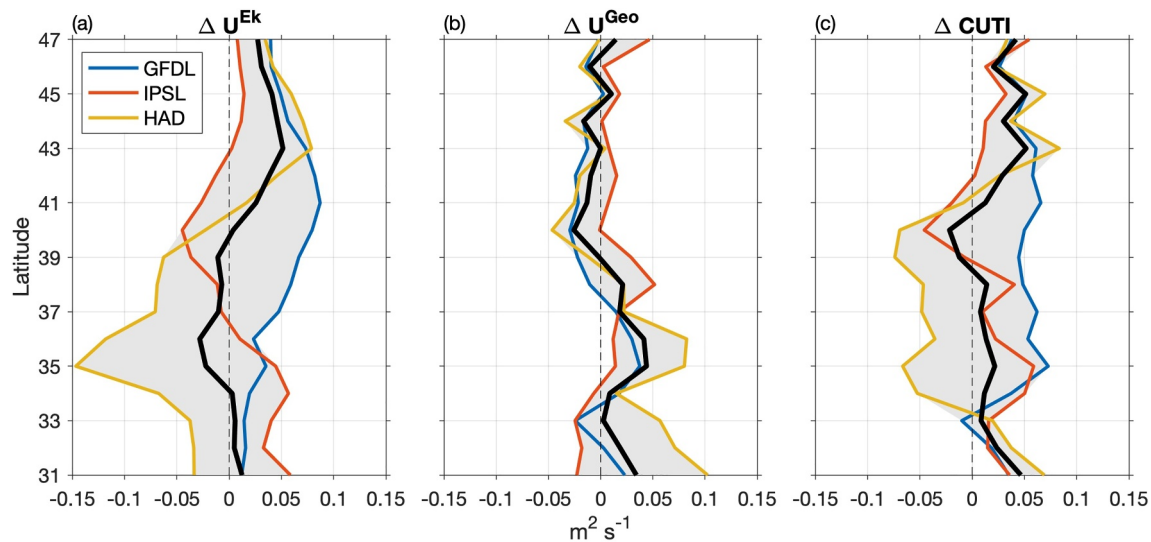 (a) Δ U^Ek
(b) Δ U^Geo
(c) Δ CUTI
Latitude
47
45
43
41
39
37
35
33
31
GFDL
IPSL
HAD
-0.15 -0.1 -0.05 0 0.05 0.1 0.15
-0.15 -0.1 -0.05 0 0.05 0.1 0.15
-0.15 -0.1 -0.05 0 0.05 0.1 0.15
m² s⁻¹